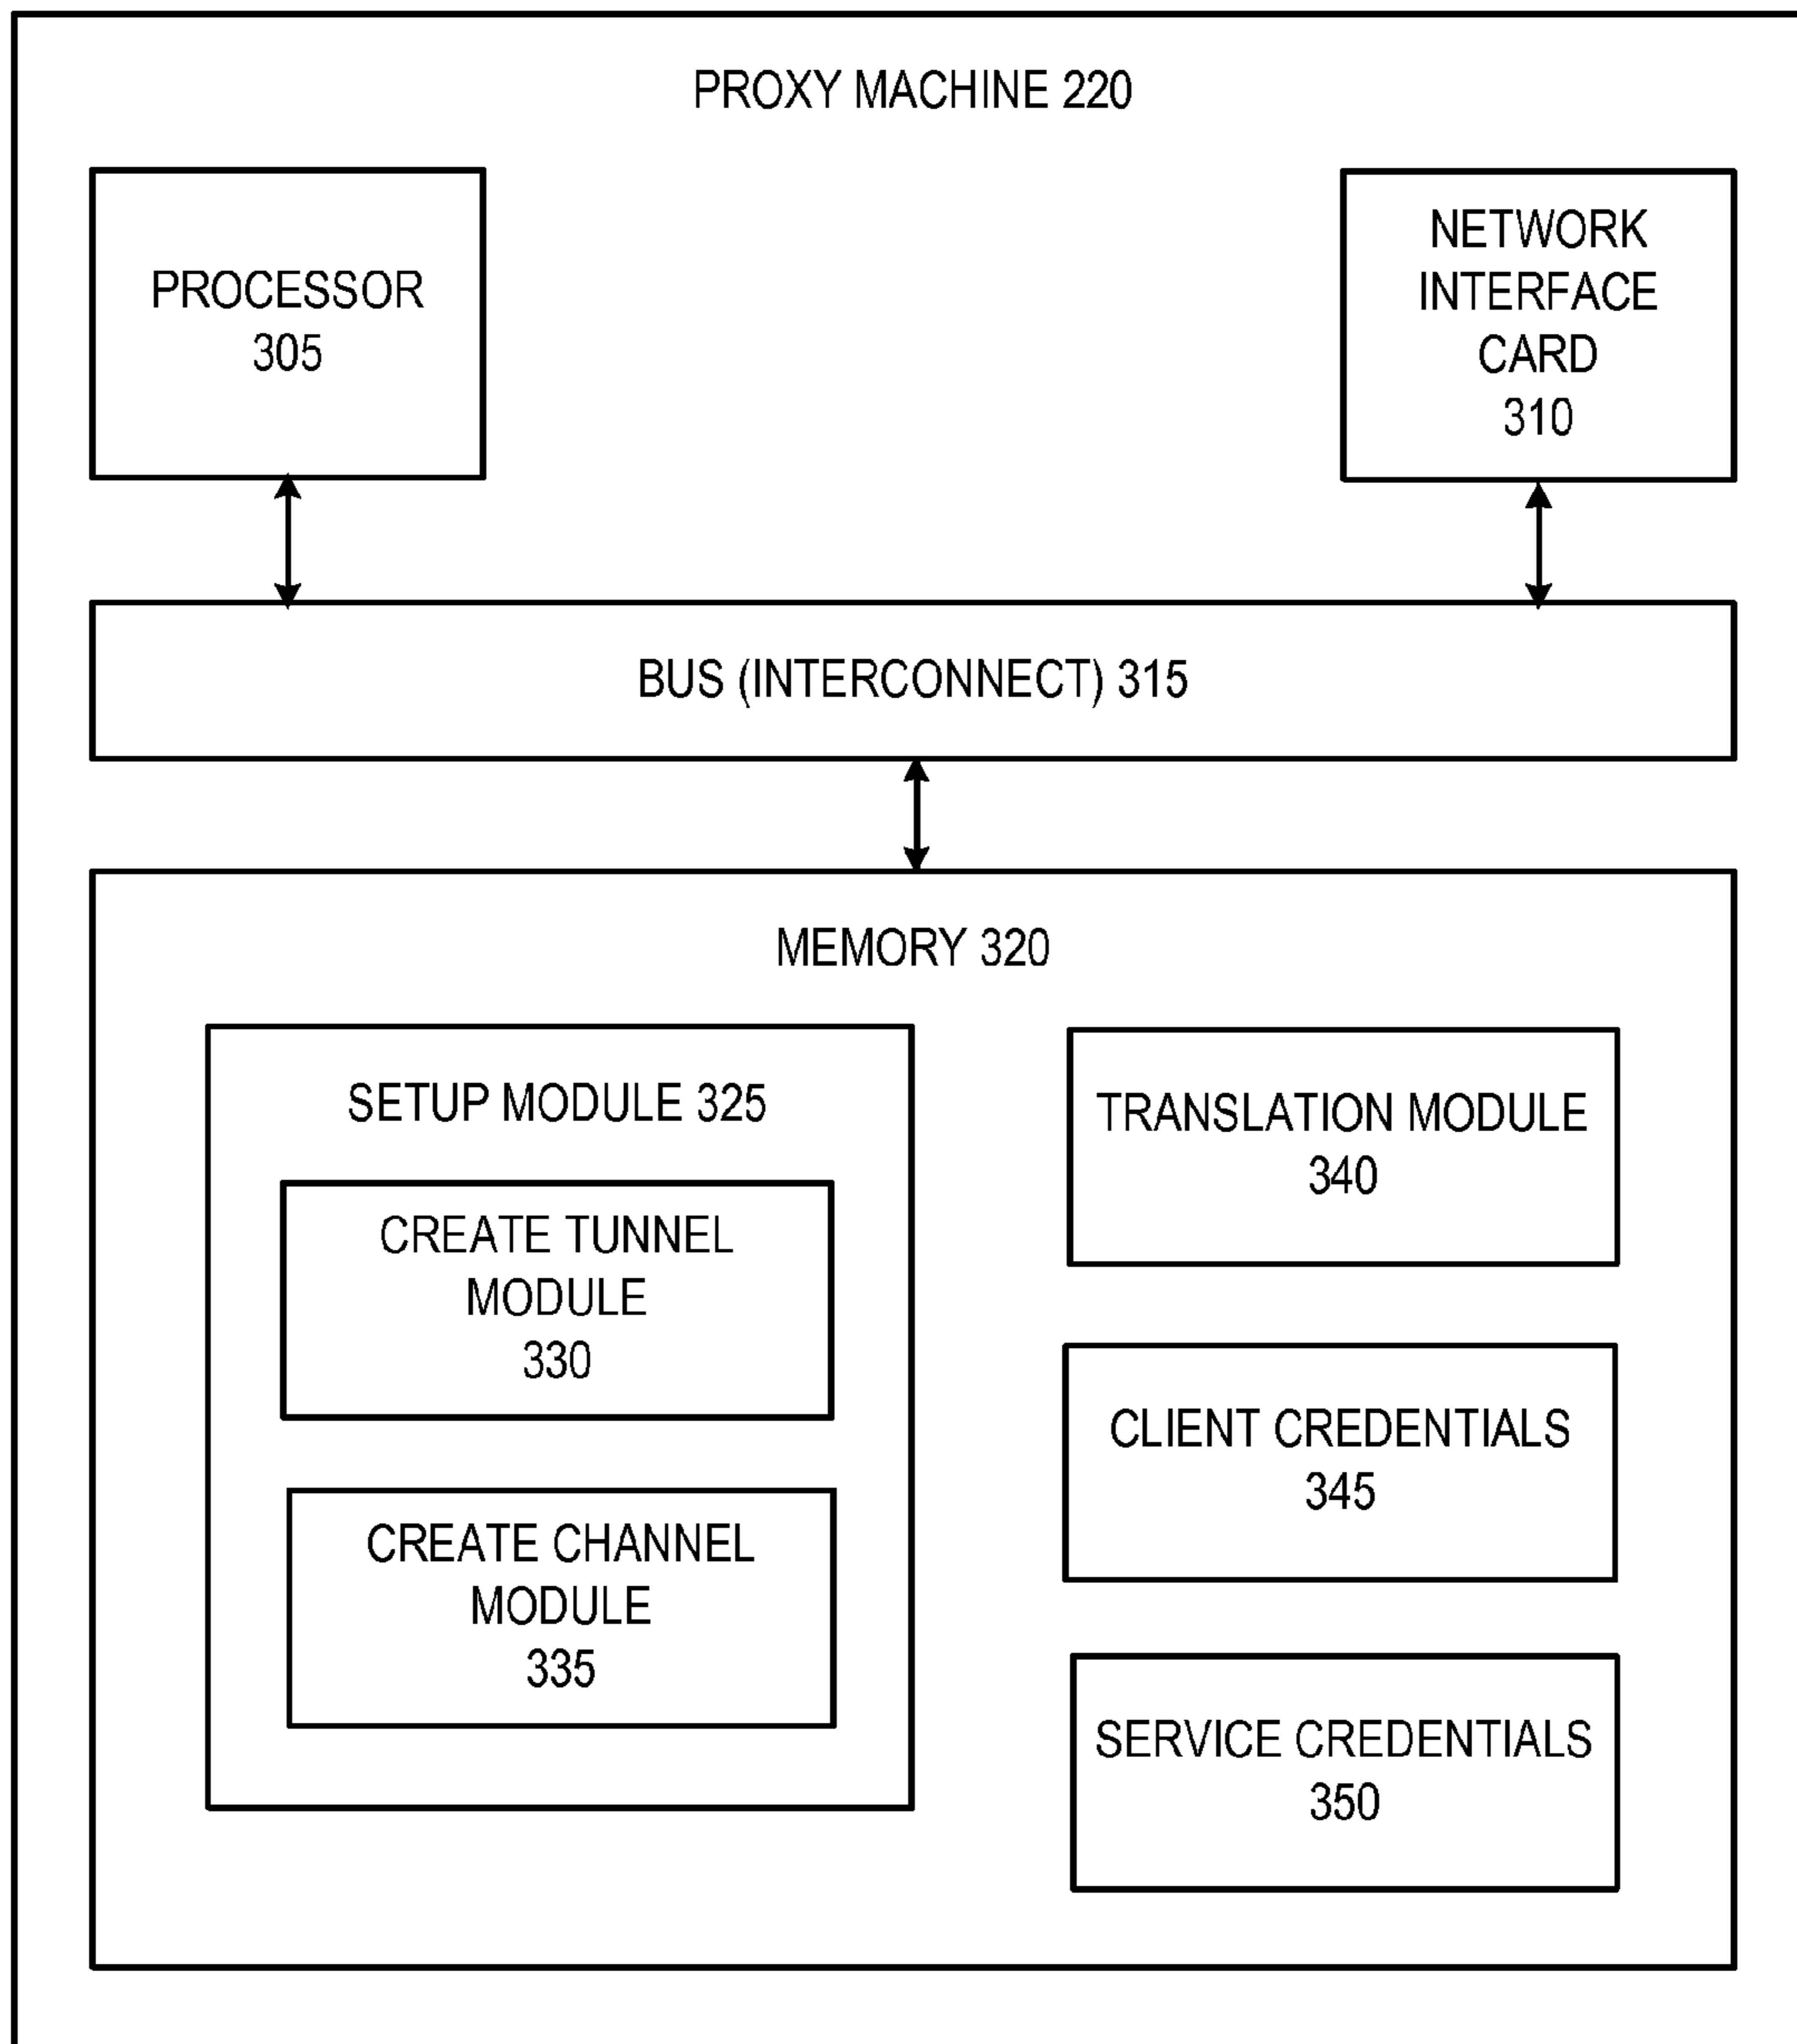 PROXY MACHINE 220
PROCESSOR
305
NETWORK
INTERFACE
CARD
310
BUS (INTERCONNECT) 315
MEMORY 320
SETUP MODULE 325
CREATE TUNNEL
MODULE
330
CREATE CHANNEL
MODULE
335
TRANSLATION MODULE
340
CLIENT CREDENTIALS
345
SERVICE CREDENTIALS
350